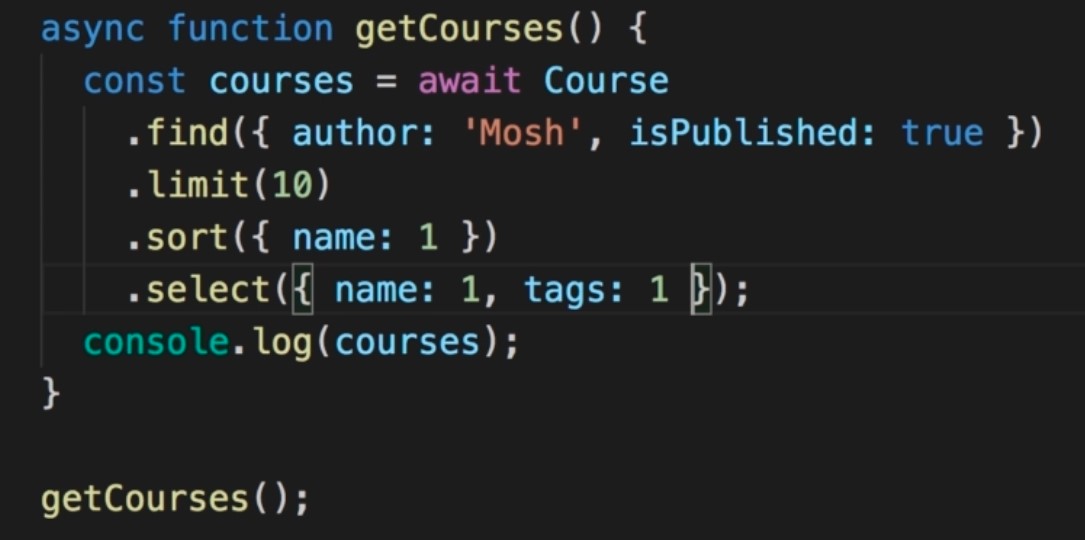 async function getCourses() {
  const courses = await Course
    .find({ author: 'Mosh', isPublished: true })
    .limit(10)
    .sort({ name: 1 })
    .select({ name: 1, tags: 1 });
  console.log(courses);
}

getCourses();